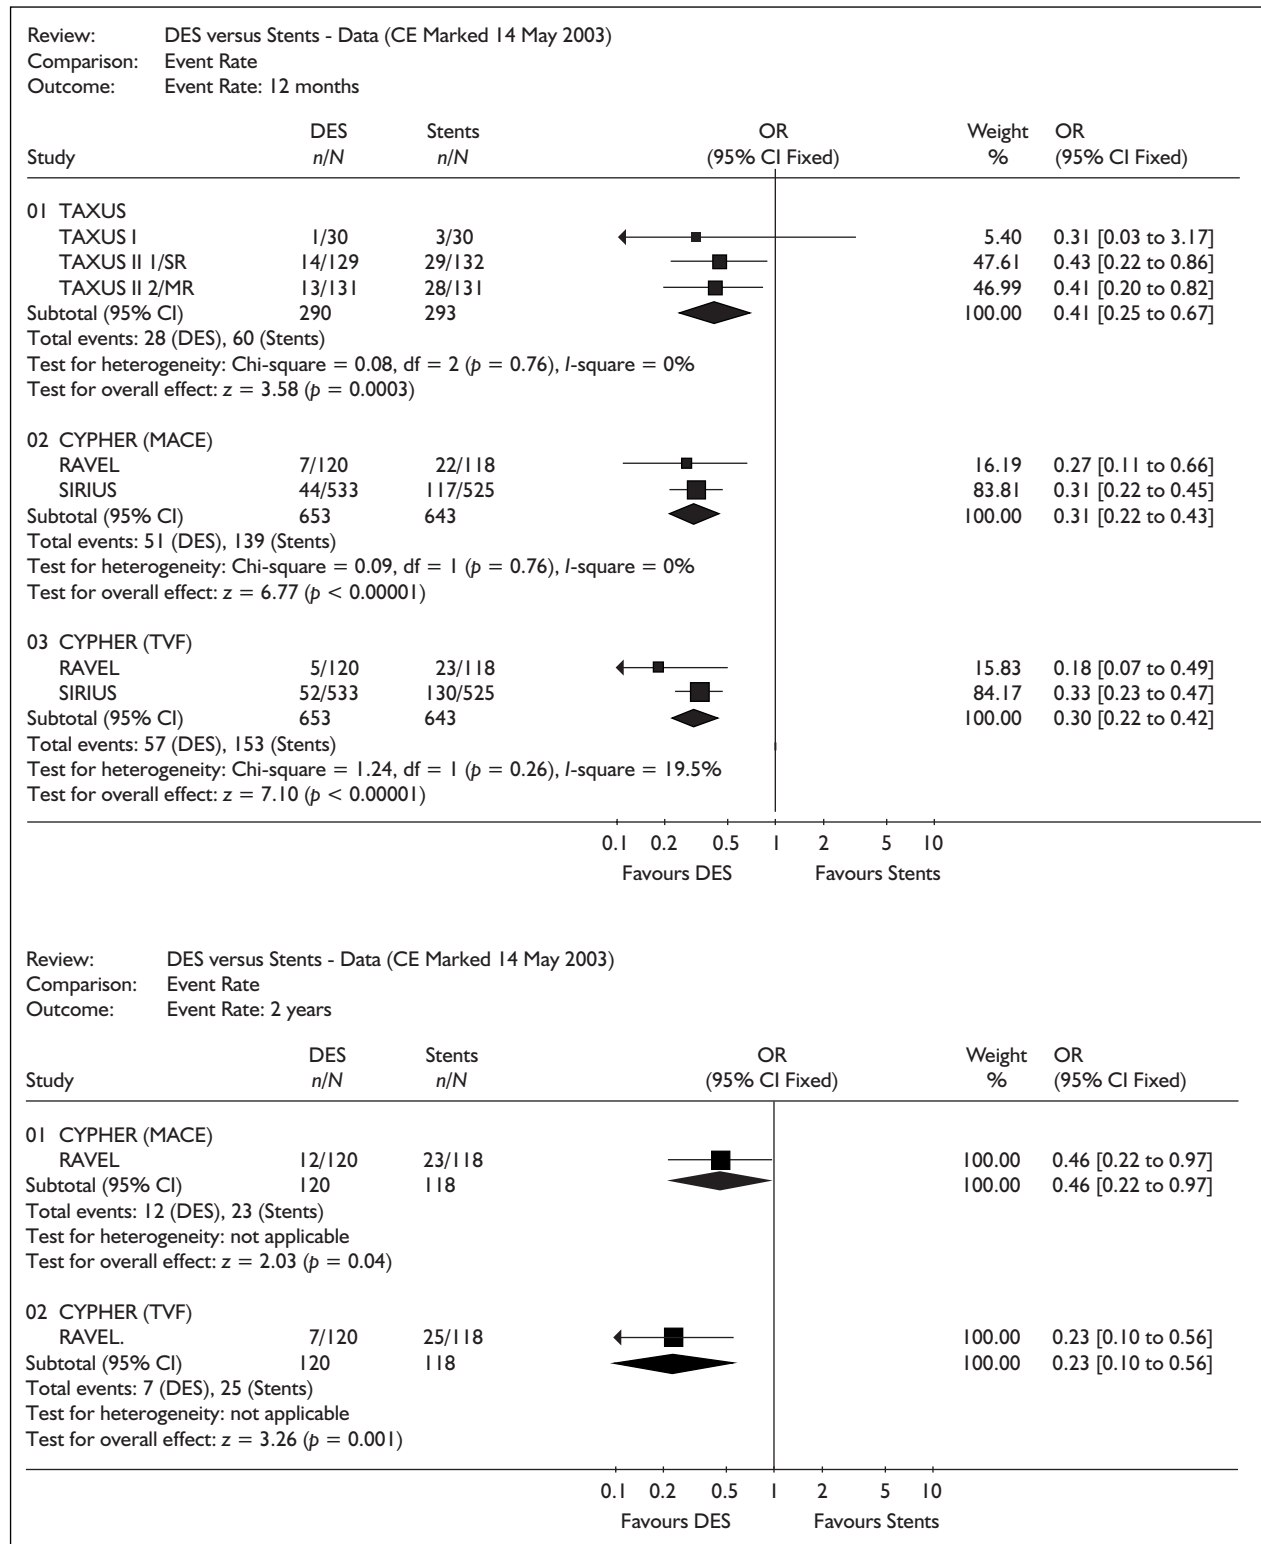 Review: DES versus Stents - Data (CE Marked 14 May 2003)
Comparison: Event Rate
Outcome: Event Rate: 12 months
DES Stents OR Weight OR
Study n/N n/N (95% CI Fixed) % (95% CI Fixed)
01 TAXUS
TAXUS I 1/30 3/30 5.40 0.31 [0.03 to 3.17]
TAXUS II 1/SR 14/129 29/132 47.61 0.43 [0.22 to 0.86]
TAXUS II 2/MR 13/131 28/131 46.99 0.41 [0.20 to 0.82]
Subtotal (95% CI) 290 293 100.00 0.41 [0.25 to 0.67]
Total events: 28 (DES), 60 (Stents)
Test for heterogeneity: Chi-square = 0.08, df = 2 (p = 0.76), I-square = 0%
Test for overall effect: z = 3.58 (p = 0.0003)
02 CYPHER (MACE)
RAVEL 7/120 22/118 16.19 0.27 [0.11 to 0.66]
SIRIUS 44/533 117/525 83.81 0.31 [0.22 to 0.45]
Subtotal (95% CI) 653 643 100.00 0.31 [0.22 to 0.43]
Total events: 51 (DES), 139 (Stents)
Test for heterogeneity: Chi-square = 0.09, df = 1 (p = 0.76), I-square = 0%
Test for overall effect: z = 6.77 (p < 0.00001)
03 CYPHER (TVF)
RAVEL 5/120 23/118 15.83 0.18 [0.07 to 0.49]
SIRIUS 52/533 130/525 84.17 0.33 [0.23 to 0.47]
Subtotal (95% CI) 653 643 100.00 0.30 [0.22 to 0.42]
Total events: 57 (DES), 153 (Stents)
Test for heterogeneity: Chi-square = 1.24, df = 1 (p = 0.26), I-square = 19.5%
Test for overall effect: z = 7.10 (p < 0.00001)
0.1 0.2 0.5 1 2 5 10
Favours DES Favours Stents
Review: DES versus Stents - Data (CE Marked 14 May 2003)
Comparison: Event Rate
Outcome: Event Rate: 2 years
DES Stents OR Weight OR
Study n/N n/N (95% CI Fixed) % (95% CI Fixed)
01 CYPHER (MACE)
RAVEL 12/120 23/118 100.00 0.46 [0.22 to 0.97]
Subtotal (95% CI) 120 118 100.00 0.46 [0.22 to 0.97]
Total events: 12 (DES), 23 (Stents)
Test for heterogeneity: not applicable
Test for overall effect: z = 2.03 (p = 0.04)
02 CYPHER (TVF)
RAVEL. 7/120 25/118 100.00 0.23 [0.10 to 0.56]
Subtotal (95% CI) 120 118 100.00 0.23 [0.10 to 0.56]
Total events: 7 (DES), 25 (Stents)
Test for heterogeneity: not applicable
Test for overall effect: z = 3.26 (p = 0.001)
0.1 0.2 0.5 1 2 5 10
Favours DES Favours Stents